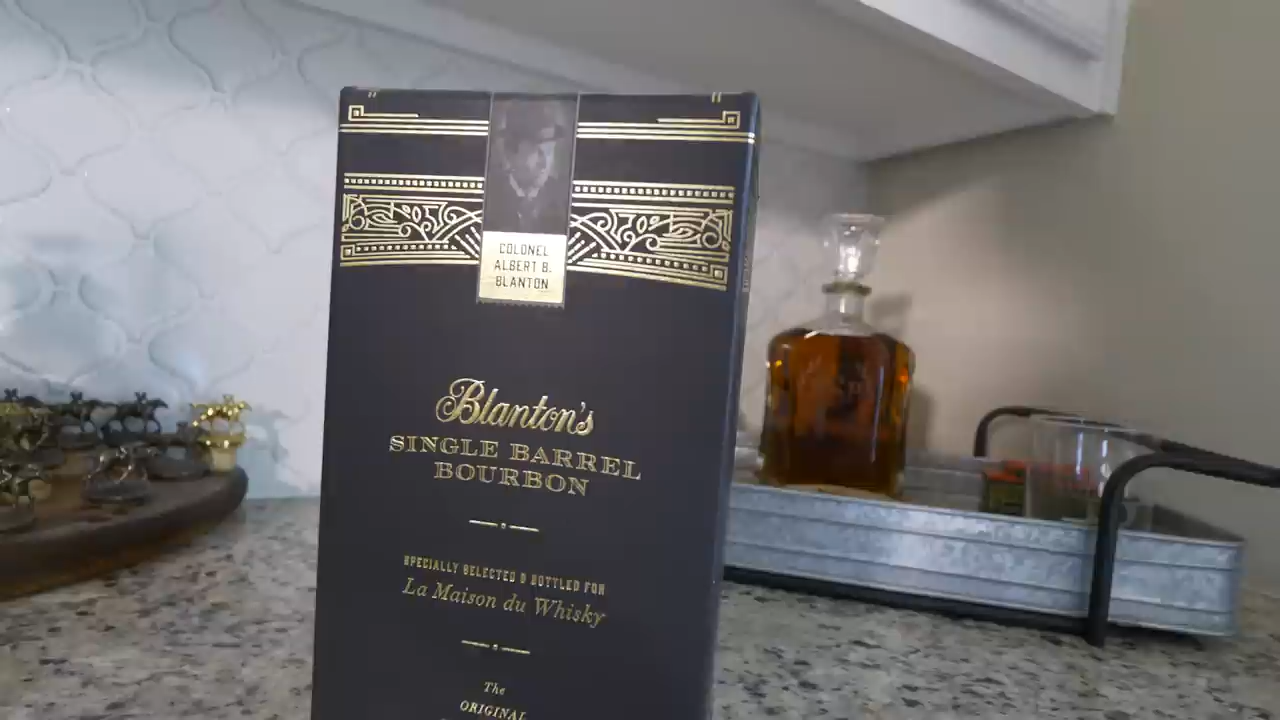 COLONEL
ALBERT B.
BLANTON
Blanton's
SINGLE BARREL
BOURBON
SPECIALLY SELECTED & BOTTLED FOR
La Maison du Whisky
The
ORIGINAL